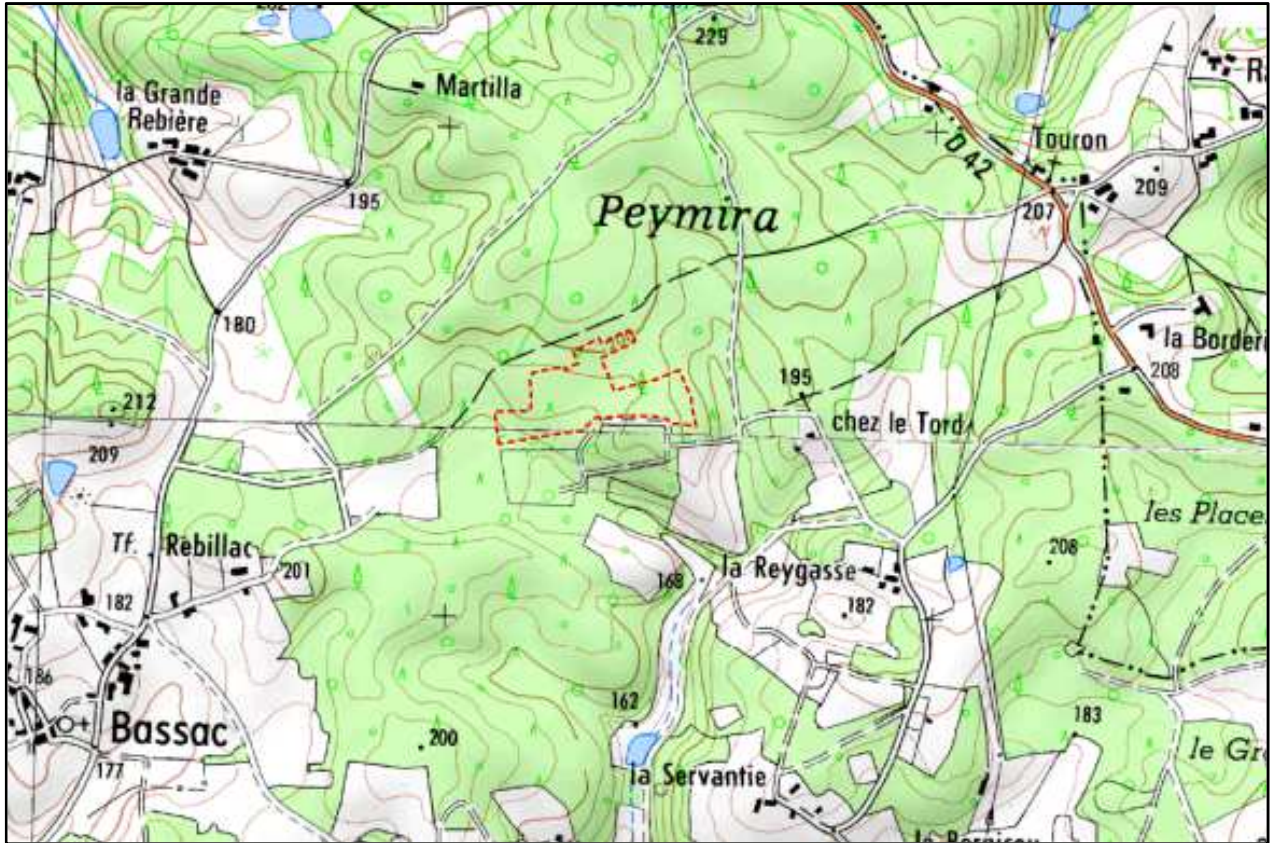 229
la Grande
Rebière
Martilla
D 42
Touron
209
195
207
Peymira
180
200
la Border
208
212
195
chez le Tord
209
les Place
Tf.
Rebillac
201
208
163
la Reygasse
182
182
186
162
183
Bassac
200
le Gr
177
la Servantie